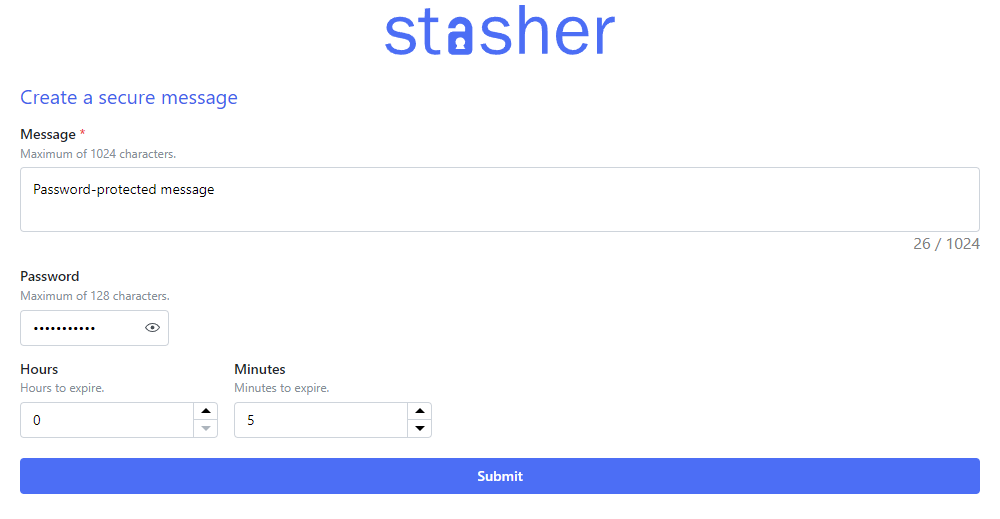 stasher
Create a secure message
Message *
Maximum of 1024 characters.
Password-protected message
26 / 1024
Password
Maximum of 128 characters.
•••••••••••
Hours
Minutes
Hours to expire.
Minutes to expire.
0
5
Submit